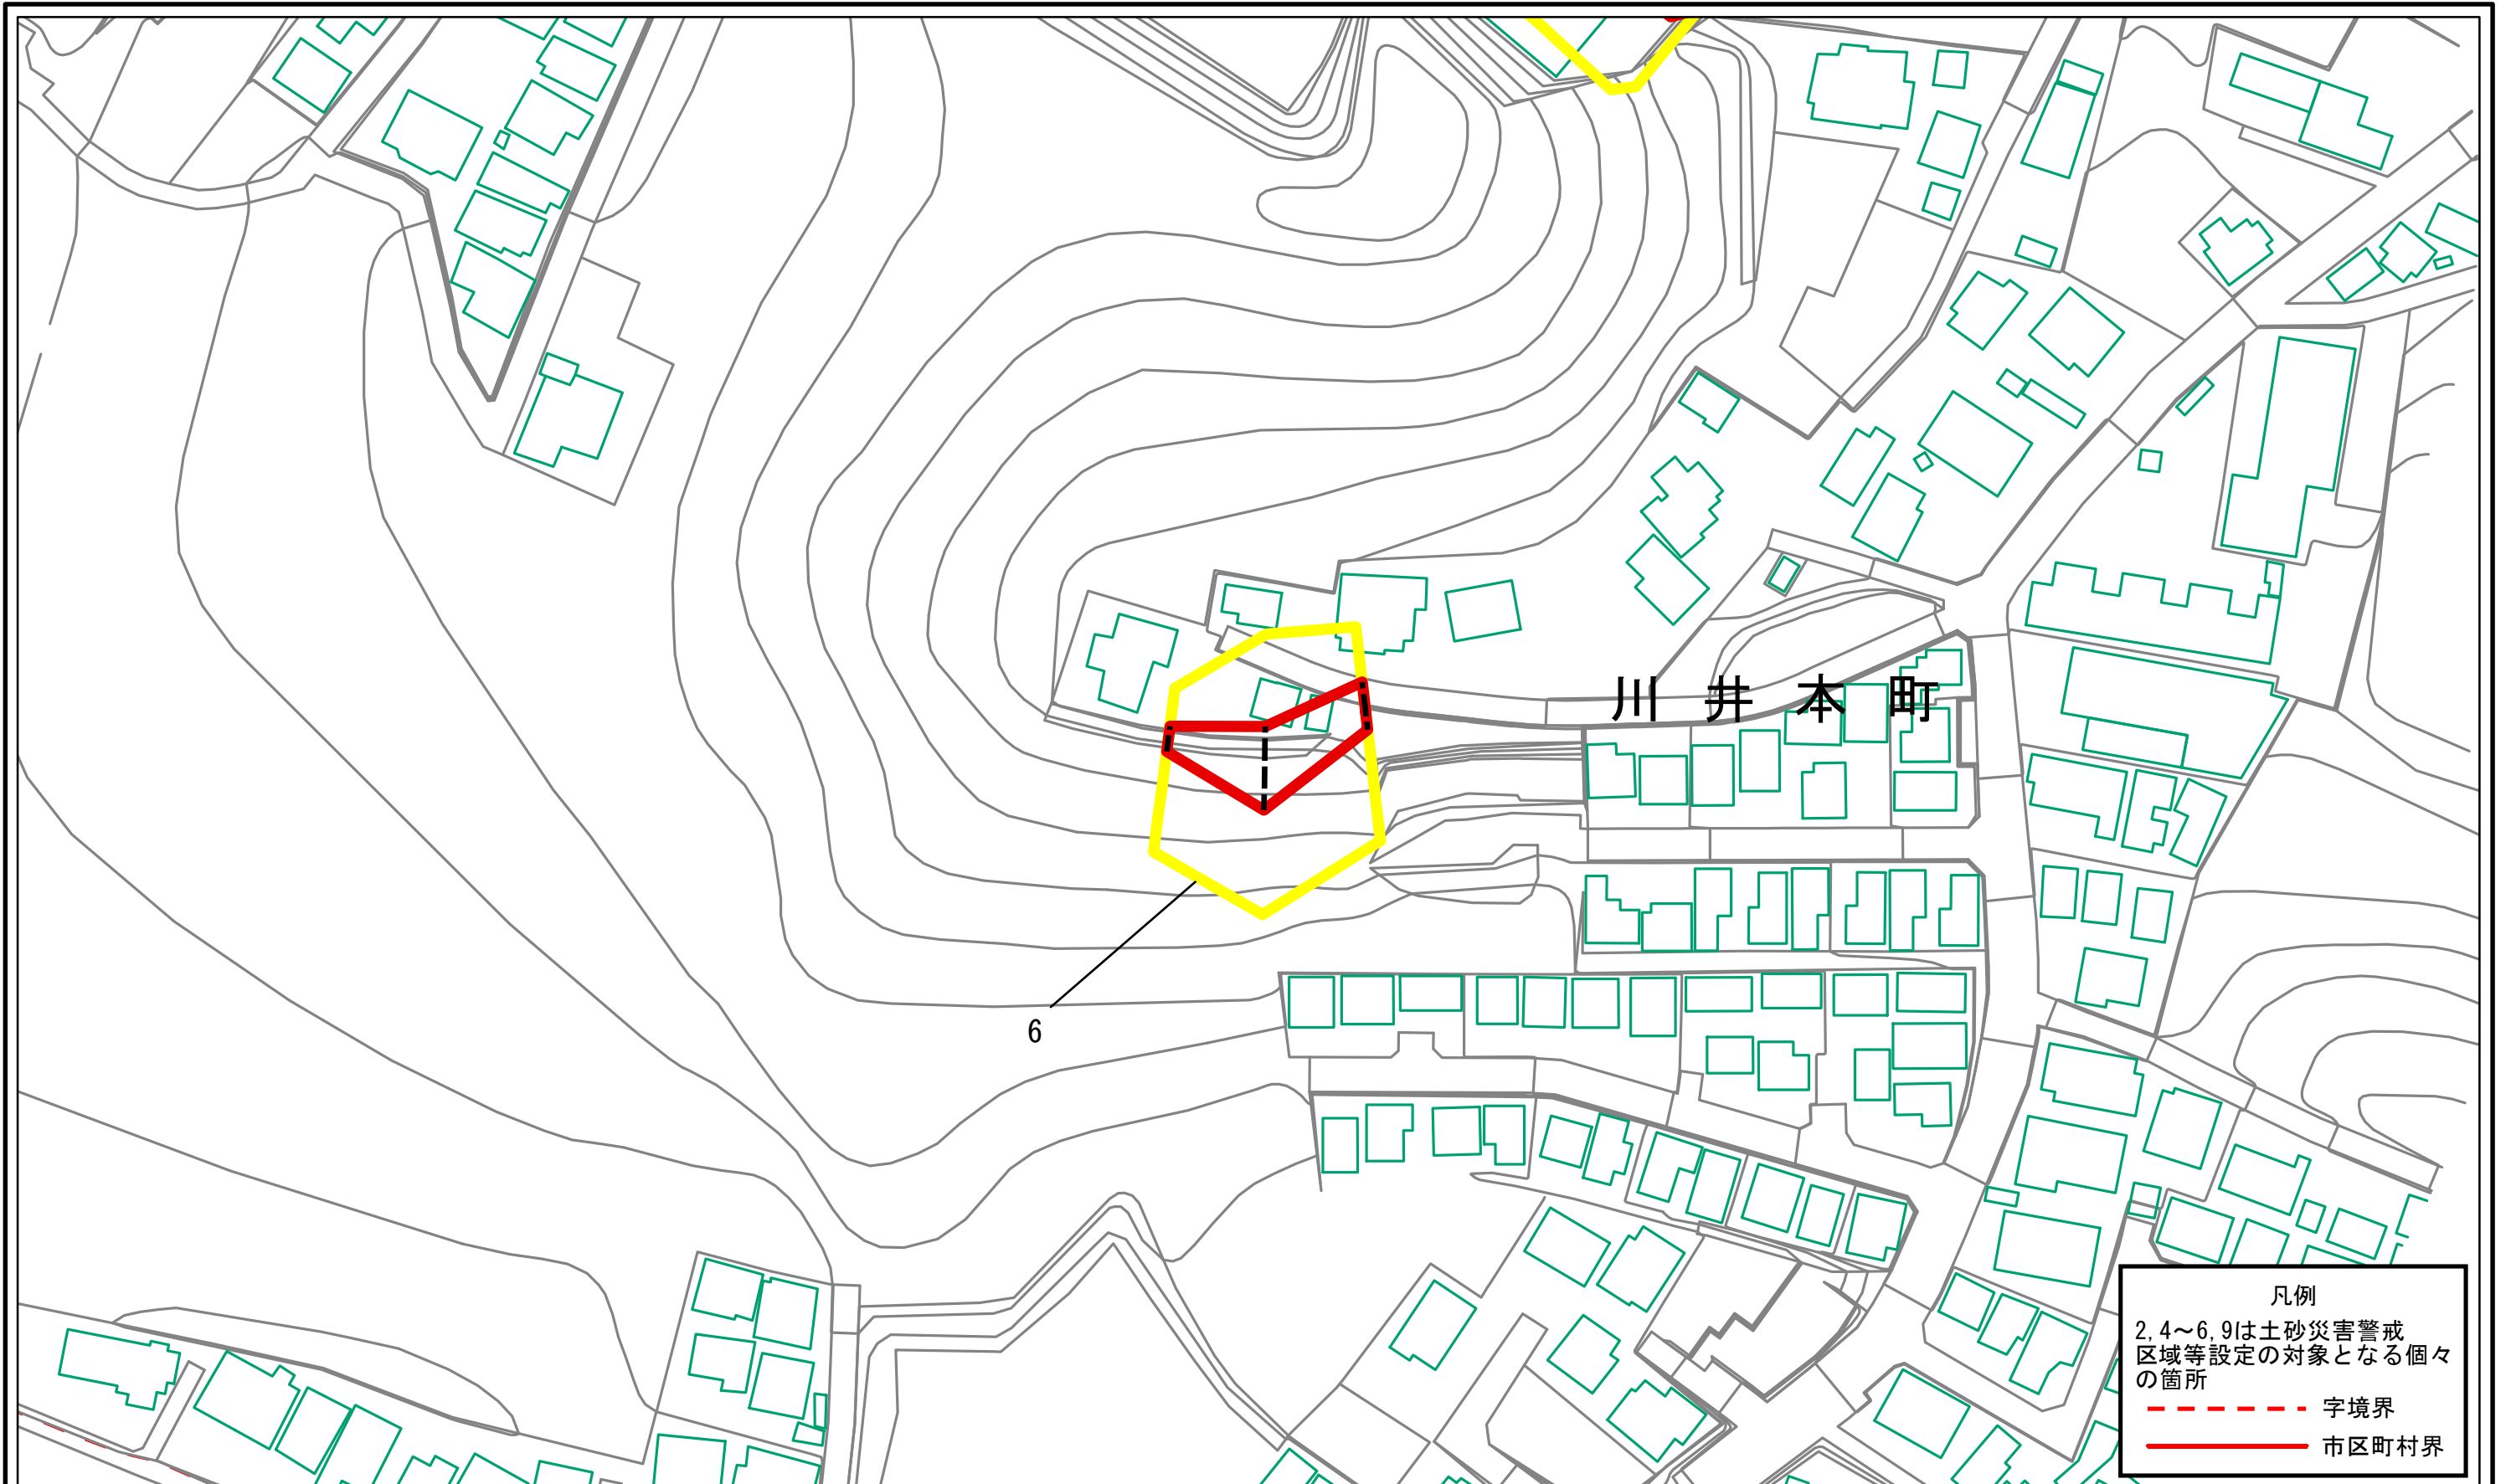 川井本町
6
凡例
2,4～6,9は土砂災害警戒
区域等設定の対象となる個々
の箇所
字境界
市区町村界